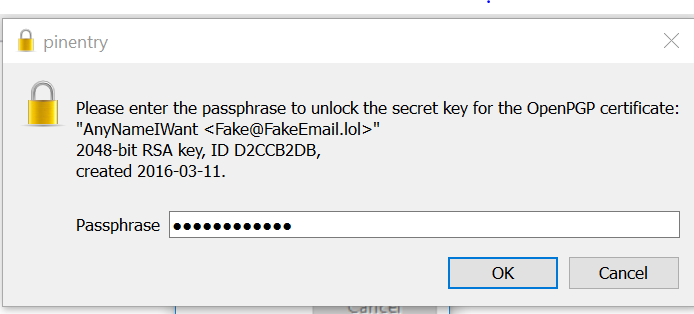 pinentry
Please enter the passphrase to unlock the secret key for the OpenPGP certificate:
"AnyNameIWant <Fake@FakeEmail.lol>"
2048-bit RSA key, ID D2CCB2DB,
created 2016-03-11.
Passphrase ●●●●●●●●●●●●
OK Cancel
Cancel